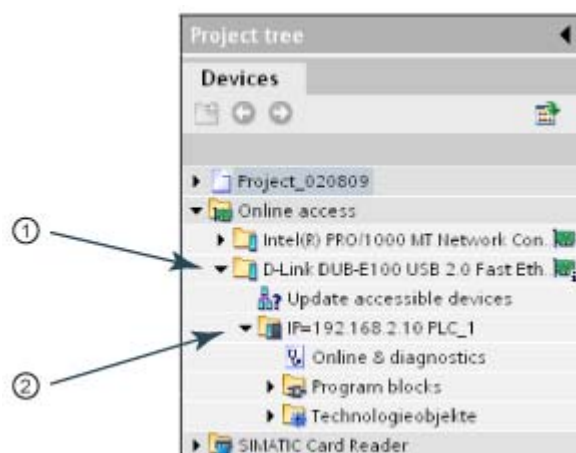 Project tree
Devices
Project_020809
Online access
① Intel(R) PRO/1000 MT Network Con.
D-Link DUB-E100 USB 2.0 Fast Eth.
Update accessible devices
② IP=192.168.2.10 PLC_1
Online & diagnostics
Program blocks
Technologieobjekte
SIMATIC Card Reader